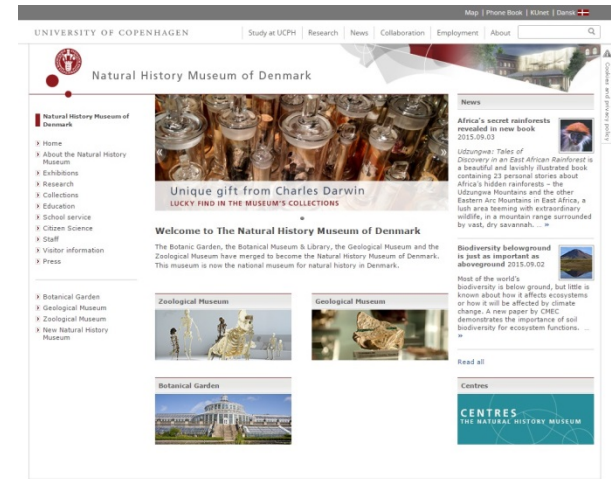 Map | Phone Book | KUnet | Dansk
UNIVERSITY OF COPENHAGEN
Study at UCPH | Research | News | Collaboration | Employment | About
Natural History Museum of Denmark
Cookies and privacy policy
Natural History Museum of
Denmark
Home
About the Natural History
Museum
Exhibitions
Research
Collections
Education
School service
Citizen Science
Staff
Visitor information
Press
Botanical Garden
Geological Museum
Zoological Museum
New Natural History
Museum
«
»
Unique gift from Charles Darwin
LUCKY FIND IN THE MUSEUM'S COLLECTIONS
Welcome to The Natural History Museum of Denmark
The Botanic Garden, the Botanical Museum & Library, the Geological Museum and the
Zoological Museum have merged to become the Natural History Museum of Denmark.
This museum is now the national museum for natural history in Denmark.
Zoological Museum
Geological Museum
Botanical Garden
News
Africa's secret rainforests
revealed in new book
2015.09.03
Udzungwa: Tales of
Discovery in an East African Rainforest is
a beautiful and lavishly illustrated book
containing 23 personal stories about
Africa's hidden rainforests – the
Udzungwa Mountains and the other
Eastern Arc Mountains in East Africa, a
lush area teeming with extraordinary
wildlife, in a mountain range surrounded
by vast, dry savannah. ... »
Biodiversity belowground
is just as important as
aboveground 2015.09.02
Most of the world's
biodiversity is below ground, but little is
known about how it affects ecosystems
or how it will be affected by climate
change. A new paper by CMEC
demonstrates the importance of soil
biodiversity for ecosystem functions. ...
»
Read all
Centres
CENTRES
THE NATURAL HISTORY MUSEUM